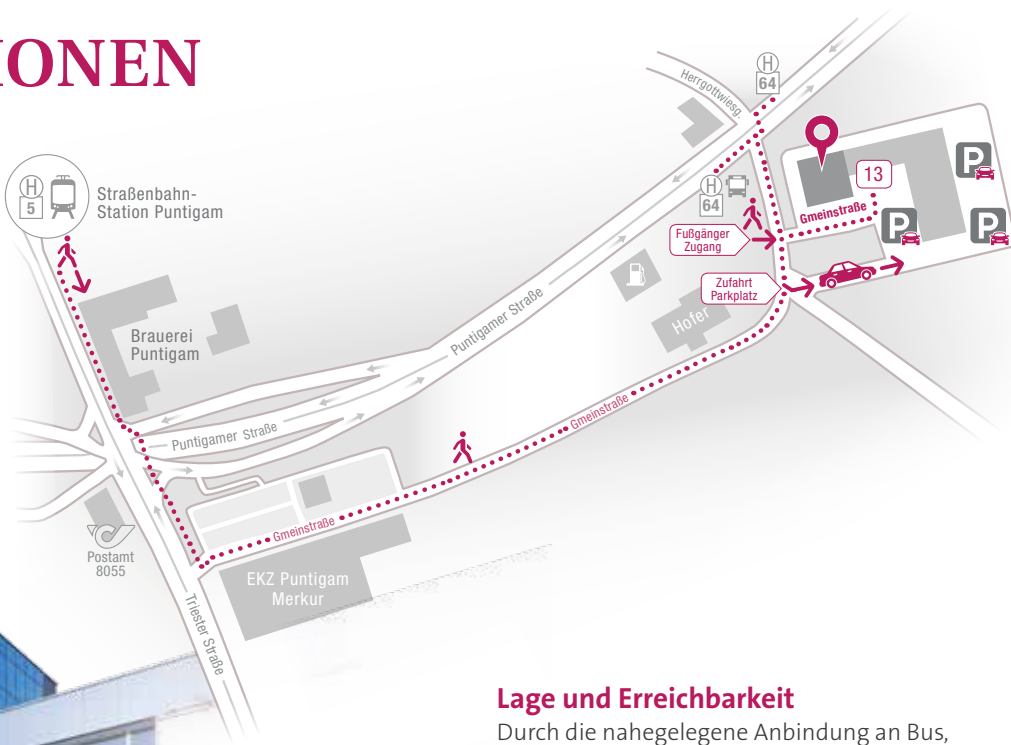 IONEN
H
64
Herrgottwiesg.
H
5
Straßenbahn-
Station Puntigam
H
64
13
P
Gmeinstraße
P
P
Fußgänger
Zugang
Zufahrt
Parkplatz
Hofer
Puntigamer Straße
Brauerei
Puntigam
Puntigamer Straße
Gmeinstraße
Gmeinstraße
Postamt
8055
EKZ Puntigam
Merkur
Triester Straße
Lage und Erreichbarkeit
Durch die nahegelegene Anbindung an Bus,